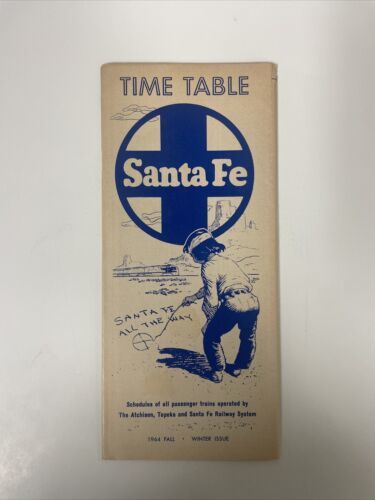 TIME TABLE
Santa Fe
SANTA FE
ALL THE WAY
Schedules of all passenger trains operated by
The Atchison, Topeka and Santa Fe Railway System
1964 FALL • WINTER ISSUE